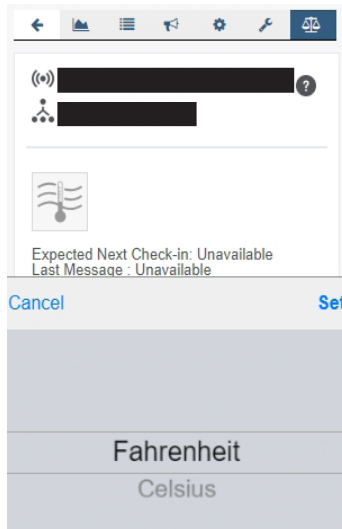 ?
Expected Next Check-in: Unavailable
Last Message : Unavailable
Cancel
Set
Fahrenheit
Celsius